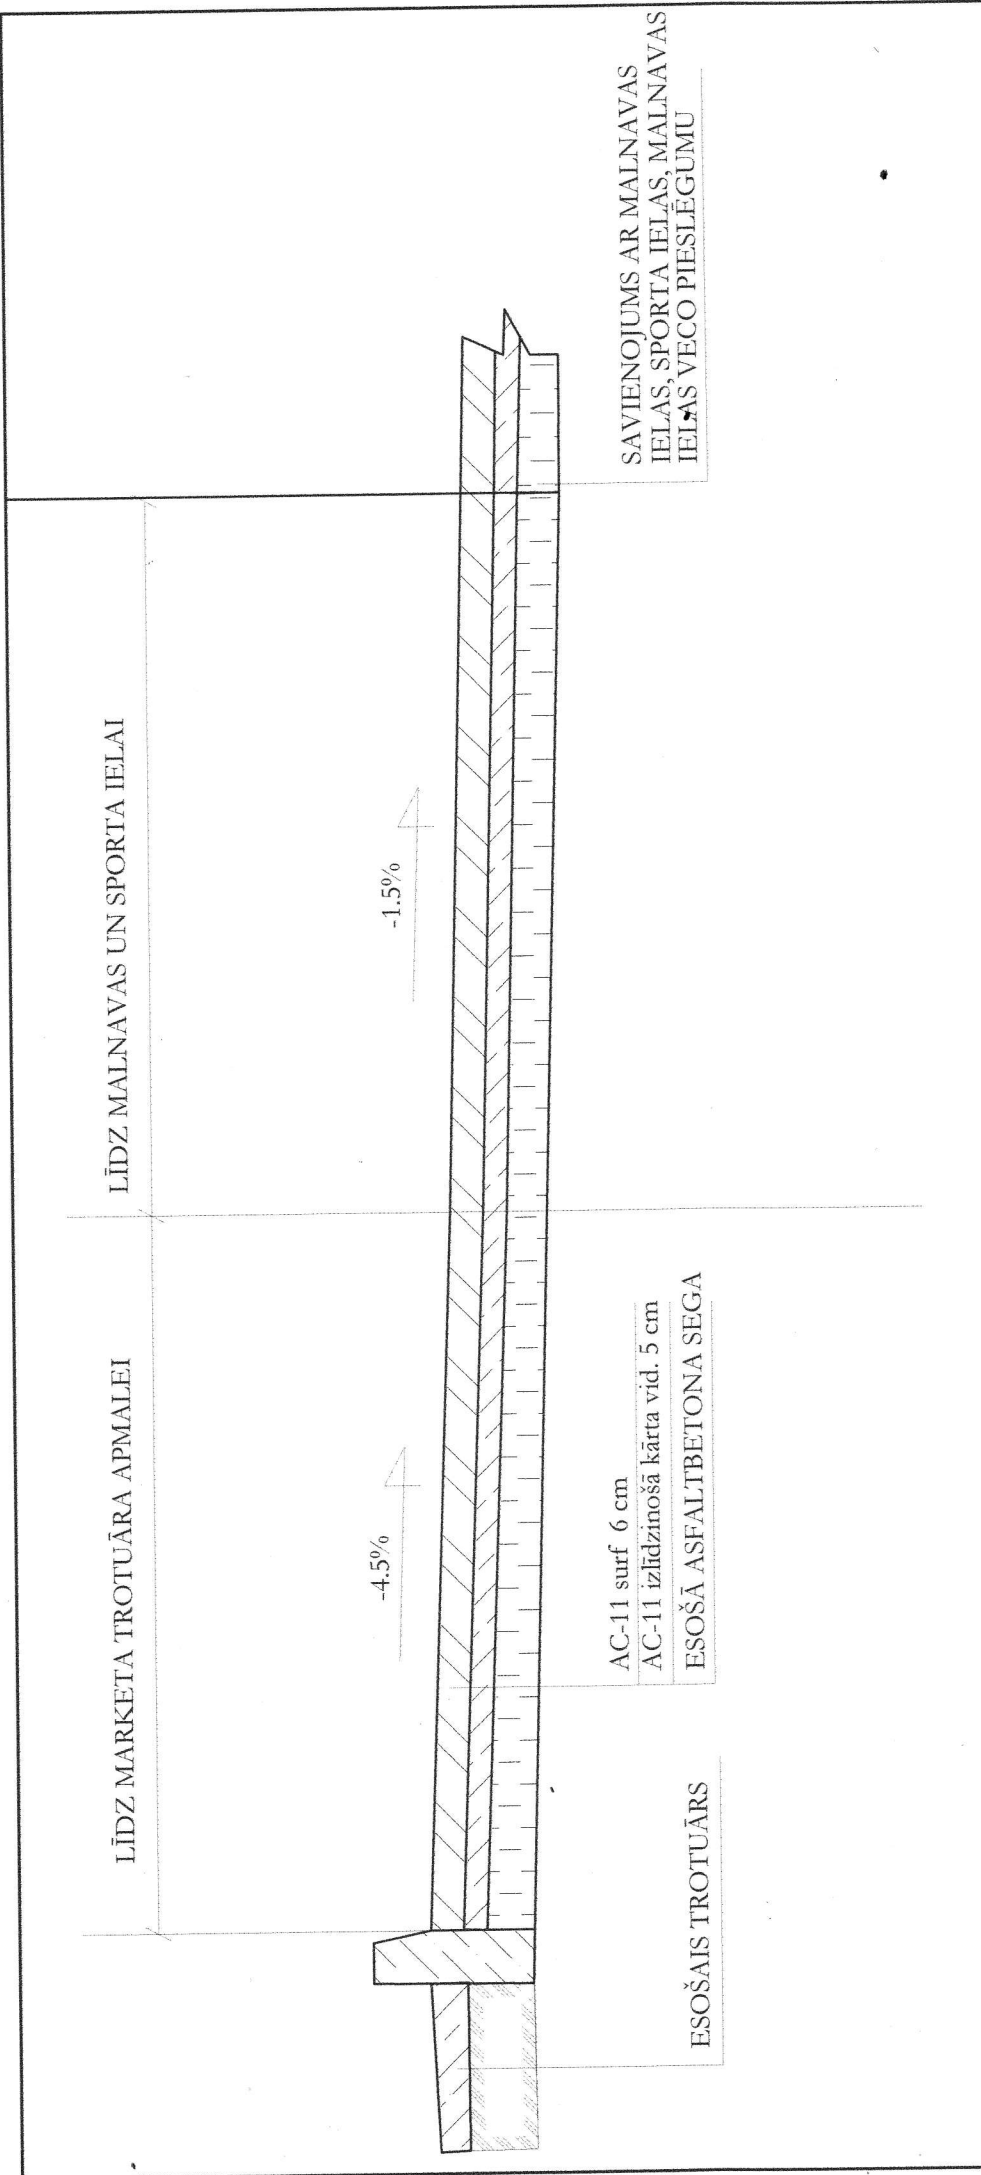 LĪDZ MARKETA TROTUĀRA APMALEI
LĪDZ MALNAVAS UN SPORTA IELAI
-4.5%
-1.5%
ESOŠAIS TROTUĀRS
AC-11 surf 6 cm
AC-11 izlīdzinošā kārta vid. 5 cm
ESOŠĀ ASFALTBETONA SEGA
SAVIENOJUMS AR MALNAVAS
IELAS, SPORTA IELAS, MALNAVAS
IELAS VECO PIESLĒGUMU